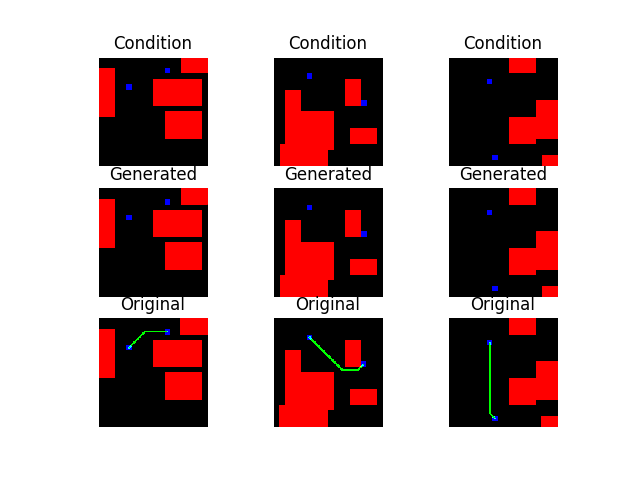 Condition
Condition
Condition
Generated
Generated
Generated
Original
Original
Original